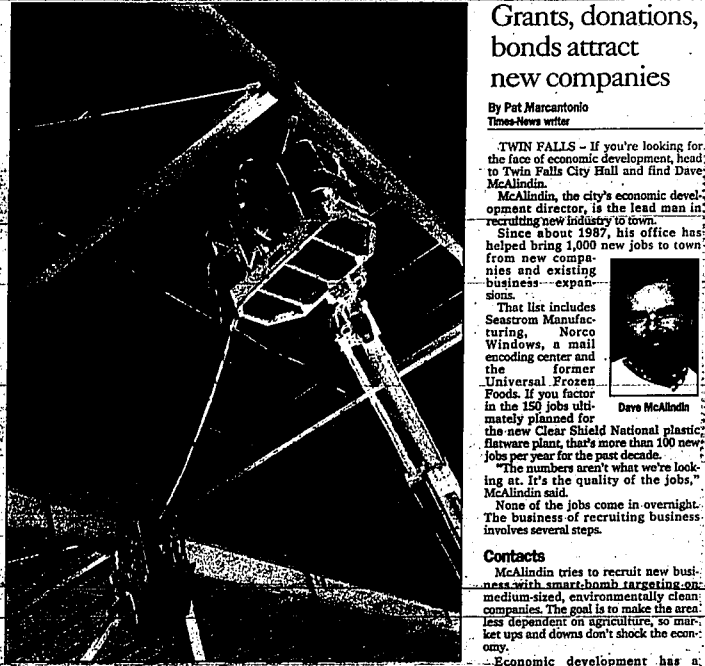 Grants, donations,
bonds attract
new companies
By Pat Marcantonio
Times-News writer
TWIN FALLS – If you're looking for
the face of economic development, head
to Twin Falls City Hall and find Dave
McAlindin.
McAlindin, the city's economic devel-
opment director, is the lead man in
recruiting new industry to town.
Since about 1987, his office has
helped bring 1,000 new jobs to town
from new compa-
nies and existing
business expan-
sions.
That list includes
Seastrom Manufac-
turing, Norco
Windows, a mail
encoding center and
the former
Universal Frozen
Foods. If you factor
in the 150 jobs ulti-
mately planned for
the new Clear Shield National plastic
flatware plant, that's more than 100 new
jobs per year for the past decade.
"The numbers aren't what we're look-
ing at. It's the quality of the jobs,"
McAlindin said.
None of the jobs come in overnight.
The business of recruiting business
involves several steps.
Dave McAlindin
Contacts
McAlindin tries to recruit new busi-
ness with smart-bomb targeting on
medium-sized, environmentally clean
companies. The goal is to make the area
less dependent on agriculture, so mar-
ket ups and downs don't shock the econ-
omy.
Economic development has a